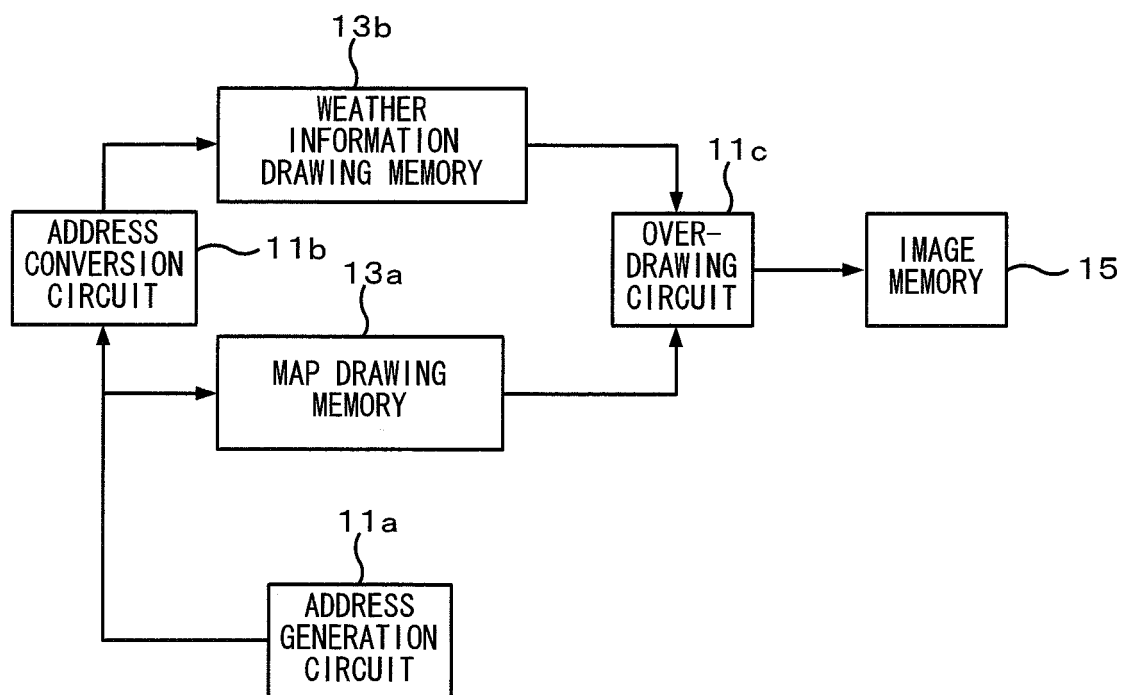 13b
WEATHER
INFORMATION
DRAWING MEMORY
11c
ADDRESS
CONVERSION
CIRCUIT
11b
OVER-
DRAWING
CIRCUIT
IMAGE
MEMORY
15
13a
MAP DRAWING
MEMORY
11a
ADDRESS
GENERATION
CIRCUIT